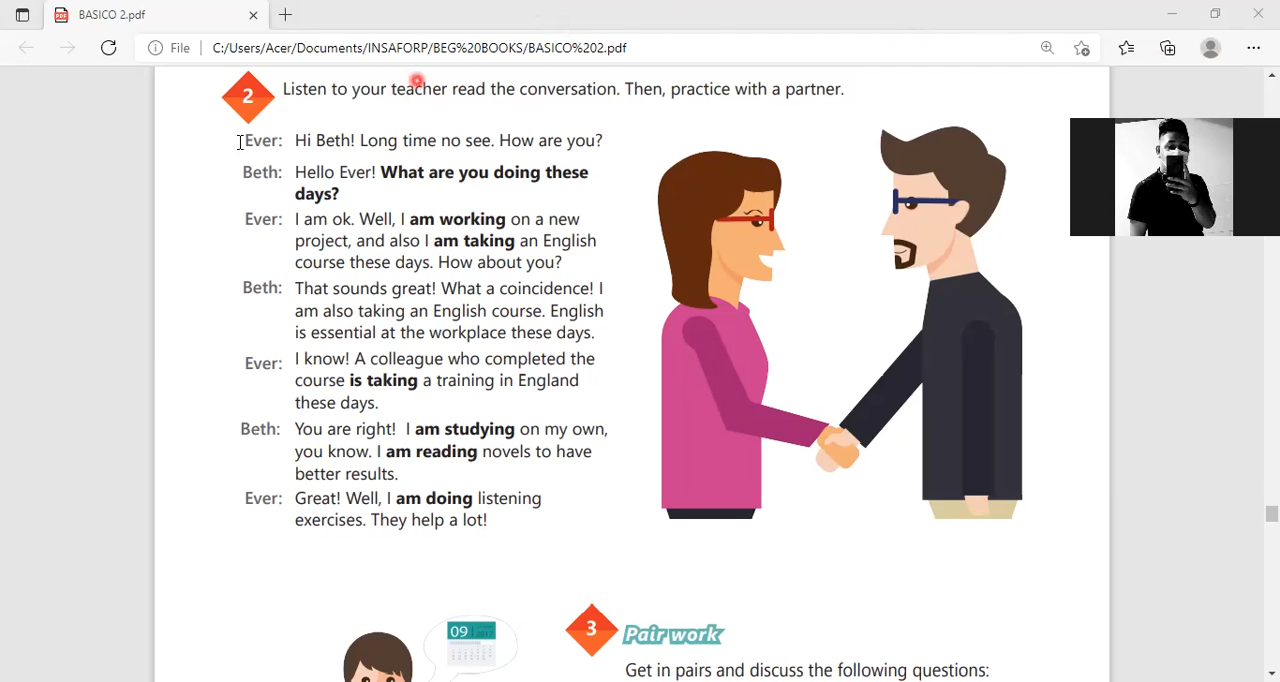 BASICO 2.pdf
File C:/Users/Acer/Documents/INSAFORP/BEG%20BOOKS/BASICO%202.pdf
2 Listen to your teacher read the conversation. Then, practice with a partner.
Ever: Hi Beth! Long time no see. How are you?
Beth: Hello Ever! What are you doing these
days?
Ever: I am ok. Well, I am working on a new
project, and also I am taking an English
course these days. How about you?
Beth: That sounds great! What a coincidence! I
am also taking an English course. English
is essential at the workplace these days.
Ever: I know! A colleague who completed the
course is taking a training in England
these days.
Beth: You are right! I am studying on my own,
you know. I am reading novels to have
better results.
Ever: Great! Well, I am doing listening
exercises. They help a lot!
09 2017
3 Pair work
Get in pairs and discuss the following questions: